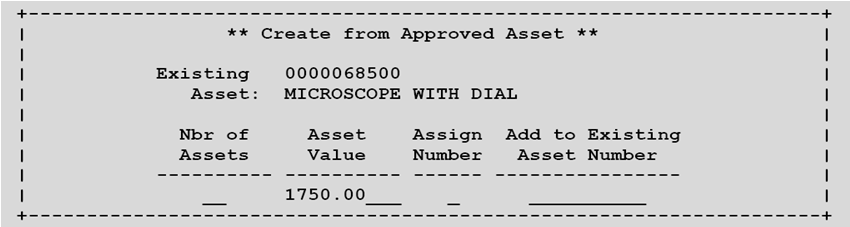 ** Create from Approved Asset **
Existing 0000068500
Asset: MICROSCOPE WITH DIAL
Nbr of Asset Assign Add to Existing
Assets Value Number Asset Number
---------- ---------- ------ ----------------
__ 1750.00___ _ __________